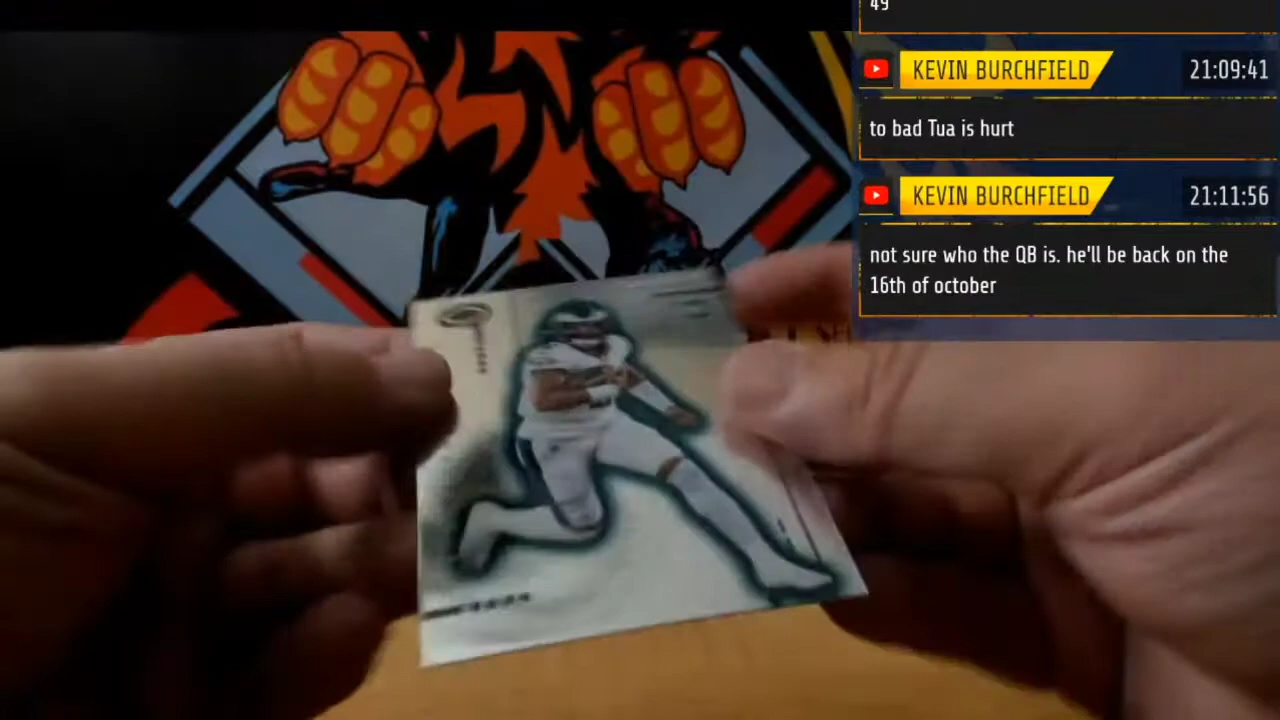 49
KEVIN BURCHFIELD 21:09:41
to bad Tua is hurt
KEVIN BURCHFIELD 21:11:56
not sure who the QB is. he'll be back on the
16th of october